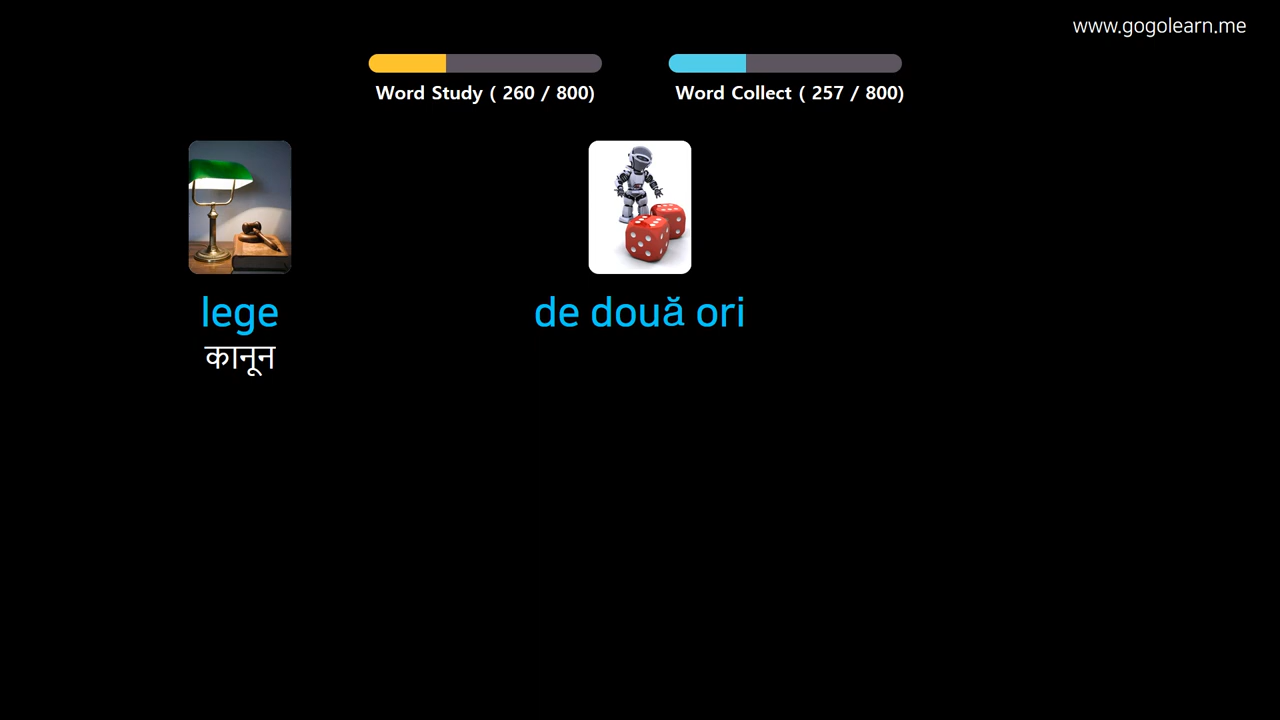 www.gogolearn.me
Word Study ( 260 / 800)
Word Collect ( 257 / 800)
lege
de două ori
कानून